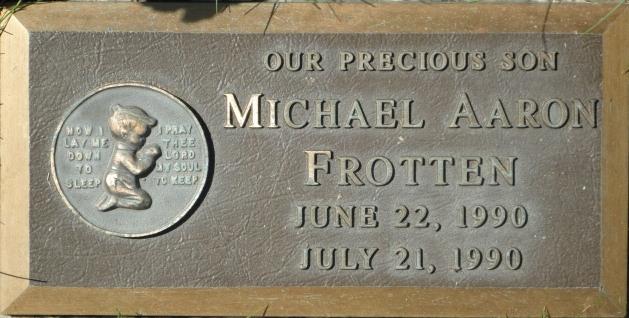 OUR PRECIOUS SON
MICHAEL AARON
FROTTEN
JUNE 22, 1990
JULY 21, 1990
NOW I
LAY ME
DOWN
TO
SLEEP
I PRAY
THEE
LORD
MY SOUL
TO KEEP